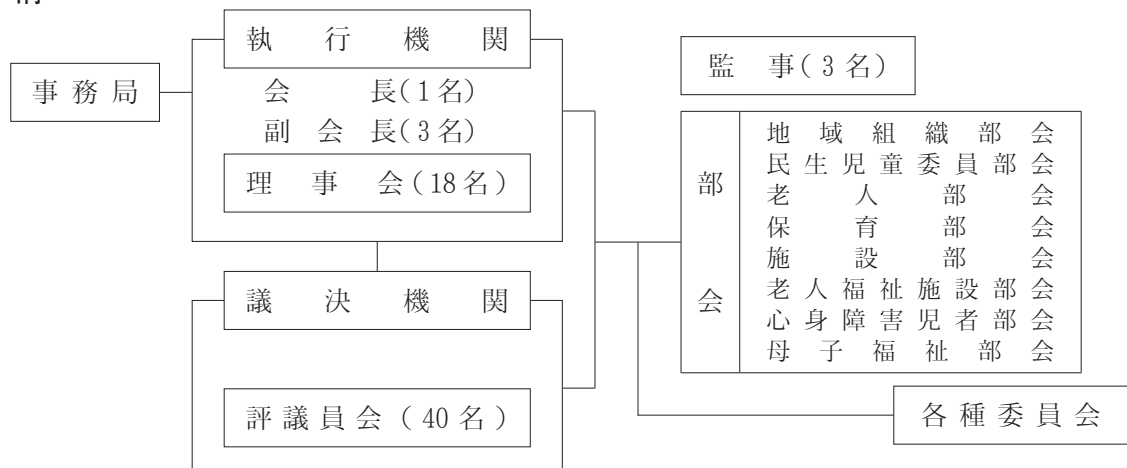 事務局
執行機関
会長(1名)
副会長(3名)
理事会(18名)
議決機関
評議員会(40名)
監事(3名)
部会
地域組織部会
民生児童委員部会
老人部会
保育部会
施設部会
老人福祉施設部会
心身障害児者部会
母子福祉部会
各種委員会